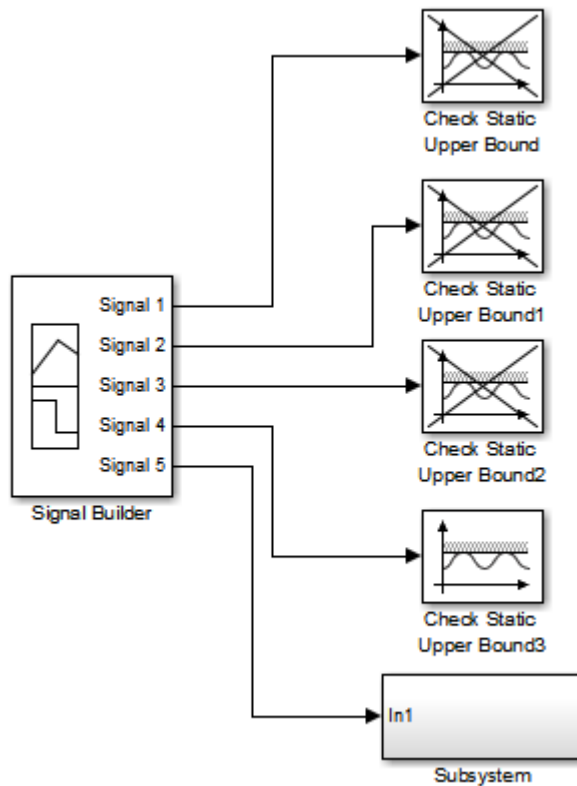 Check Static
Upper Bound
Check Static
Upper Bound1
Signal 1
Signal 2
Signal 3
Signal 4
Signal 5
Signal Builder
Check Static
Upper Bound2
Check Static
Upper Bound3
In1
Subsystem